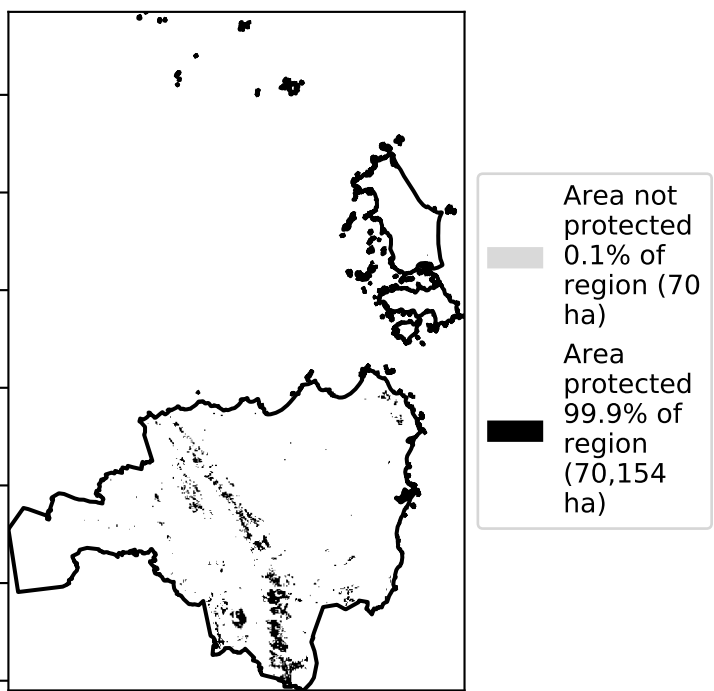 Area not
protected
0.1% of
region (70
ha)
Area
protected
99.9% of
region
(70,154
ha)